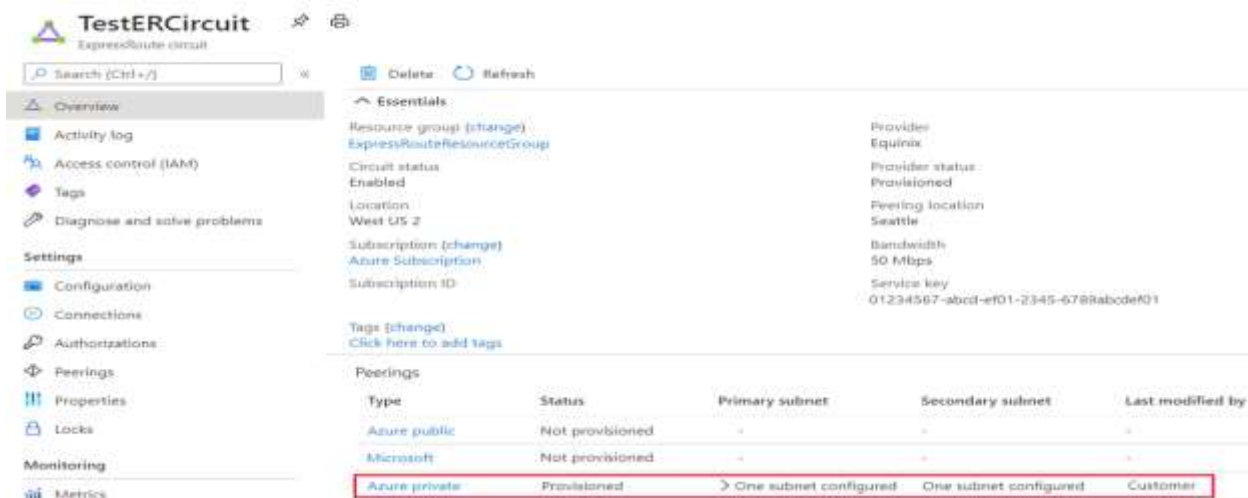 TestERCircuit
ExpressRoute circuit
Search (Ctrl+/)
«
Delete
Refresh
Overview
Activity log
Access control (IAM)
Tags
Diagnose and solve problems
Settings
Configuration
Connections
Authorizations
Peerings
Properties
Locks
Monitoring
Metrics
Essentials
Resource group (change)
ExpressRouteResourceGroup
Circuit status
Enabled
Location
West US 2
Subscription (change)
Azure Subscription
Subscription ID
Tags (change)
Click here to add tags
Provider
Equinix
Provider status
Provisioned
Peering location
Seattle
Bandwidth
50 Mbps
Service key
01234567-abcd-ef01-2345-6789abcdef01
Peerings
Type Status Primary subnet Secondary subnet Last modified by
Azure public Not provisioned - - -
Microsoft Not provisioned - - -
Azure private Provisioned > One subnet configured One subnet configured Customer